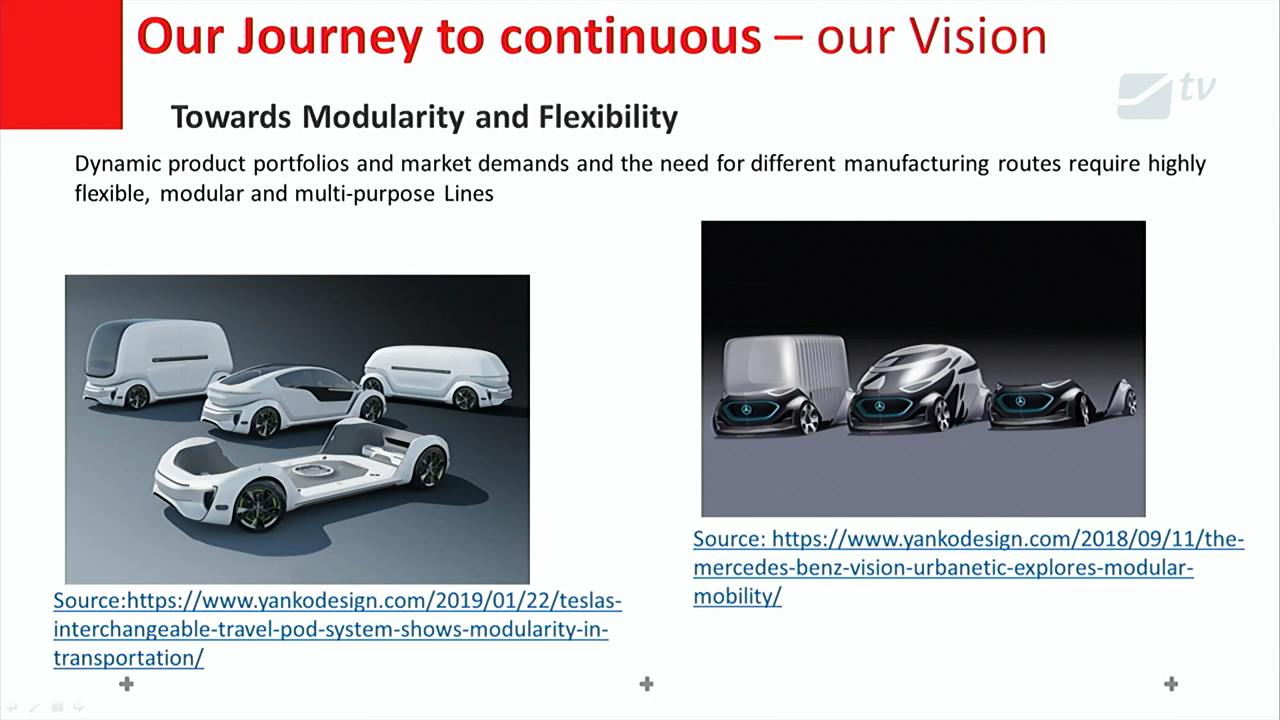 Our Journey to continuous – our Vision
tv
Towards Modularity and Flexibility
Dynamic product portfolios and market demands and the need for different manufacturing routes require highly
flexible, modular and multi-purpose Lines
Source: https://www.yankodesign.com/2018/09/11/the-
mercedes-benz-vision-urbanetic-explores-modular-
mobility/
Source:https://www.yankodesign.com/2019/01/22/teslas-
interchangeable-travel-pod-system-shows-modularity-in-
transportation/